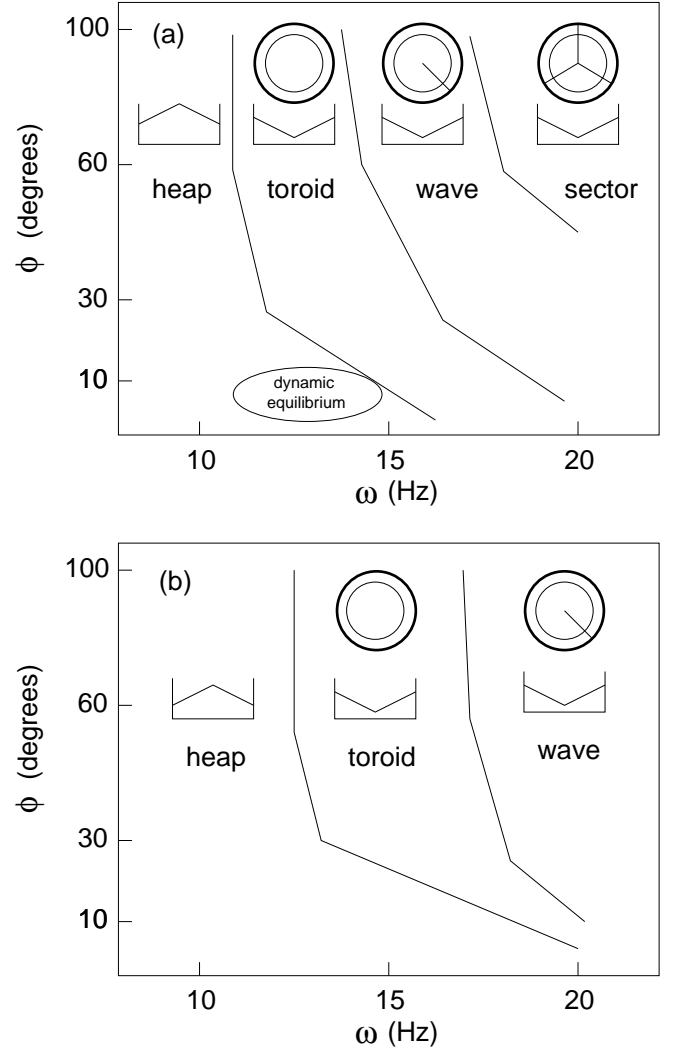 (a)
100
60
30
10
ϕ (degrees)
heap toroid wave sector
dynamic
equilibrium
10 15 20
ω (Hz)
(b)
100
60
30
10
ϕ (degrees)
heap toroid wave
10 15 20
ω (Hz)